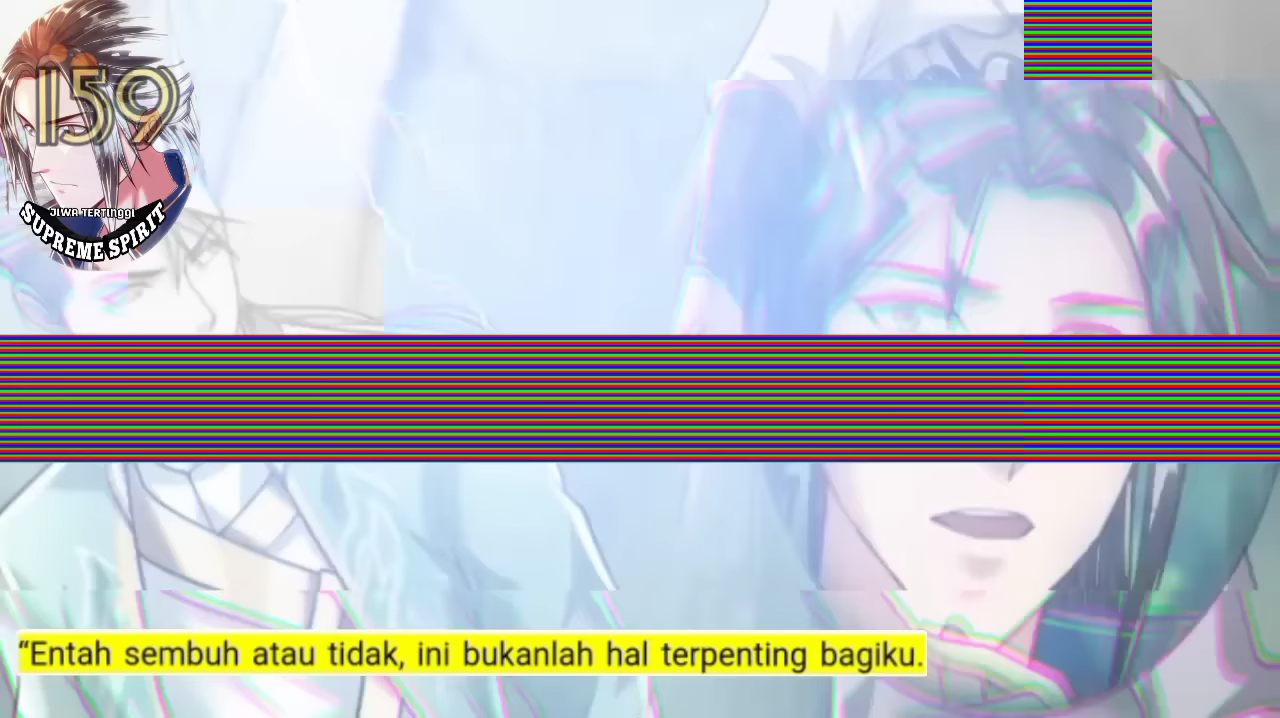 159
JIWA TERTINGGI
SUPREME SPIRIT
“Entah sembuh atau tidak, ini bukanlah hal terpenting bagiku.